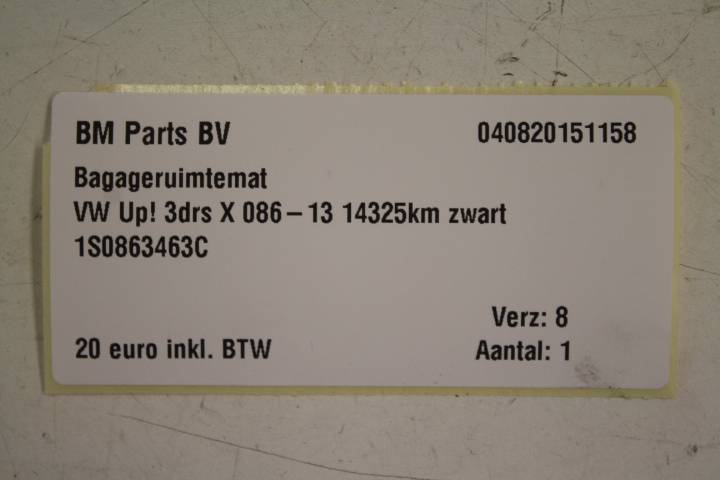 BM Parts BV 040820151158
Bagageruimtemat
VW Up! 3drs X 086-13 14325km zwart
1S0863463C
Verz: 8
20 euro inkl. BTW Aantal: 1